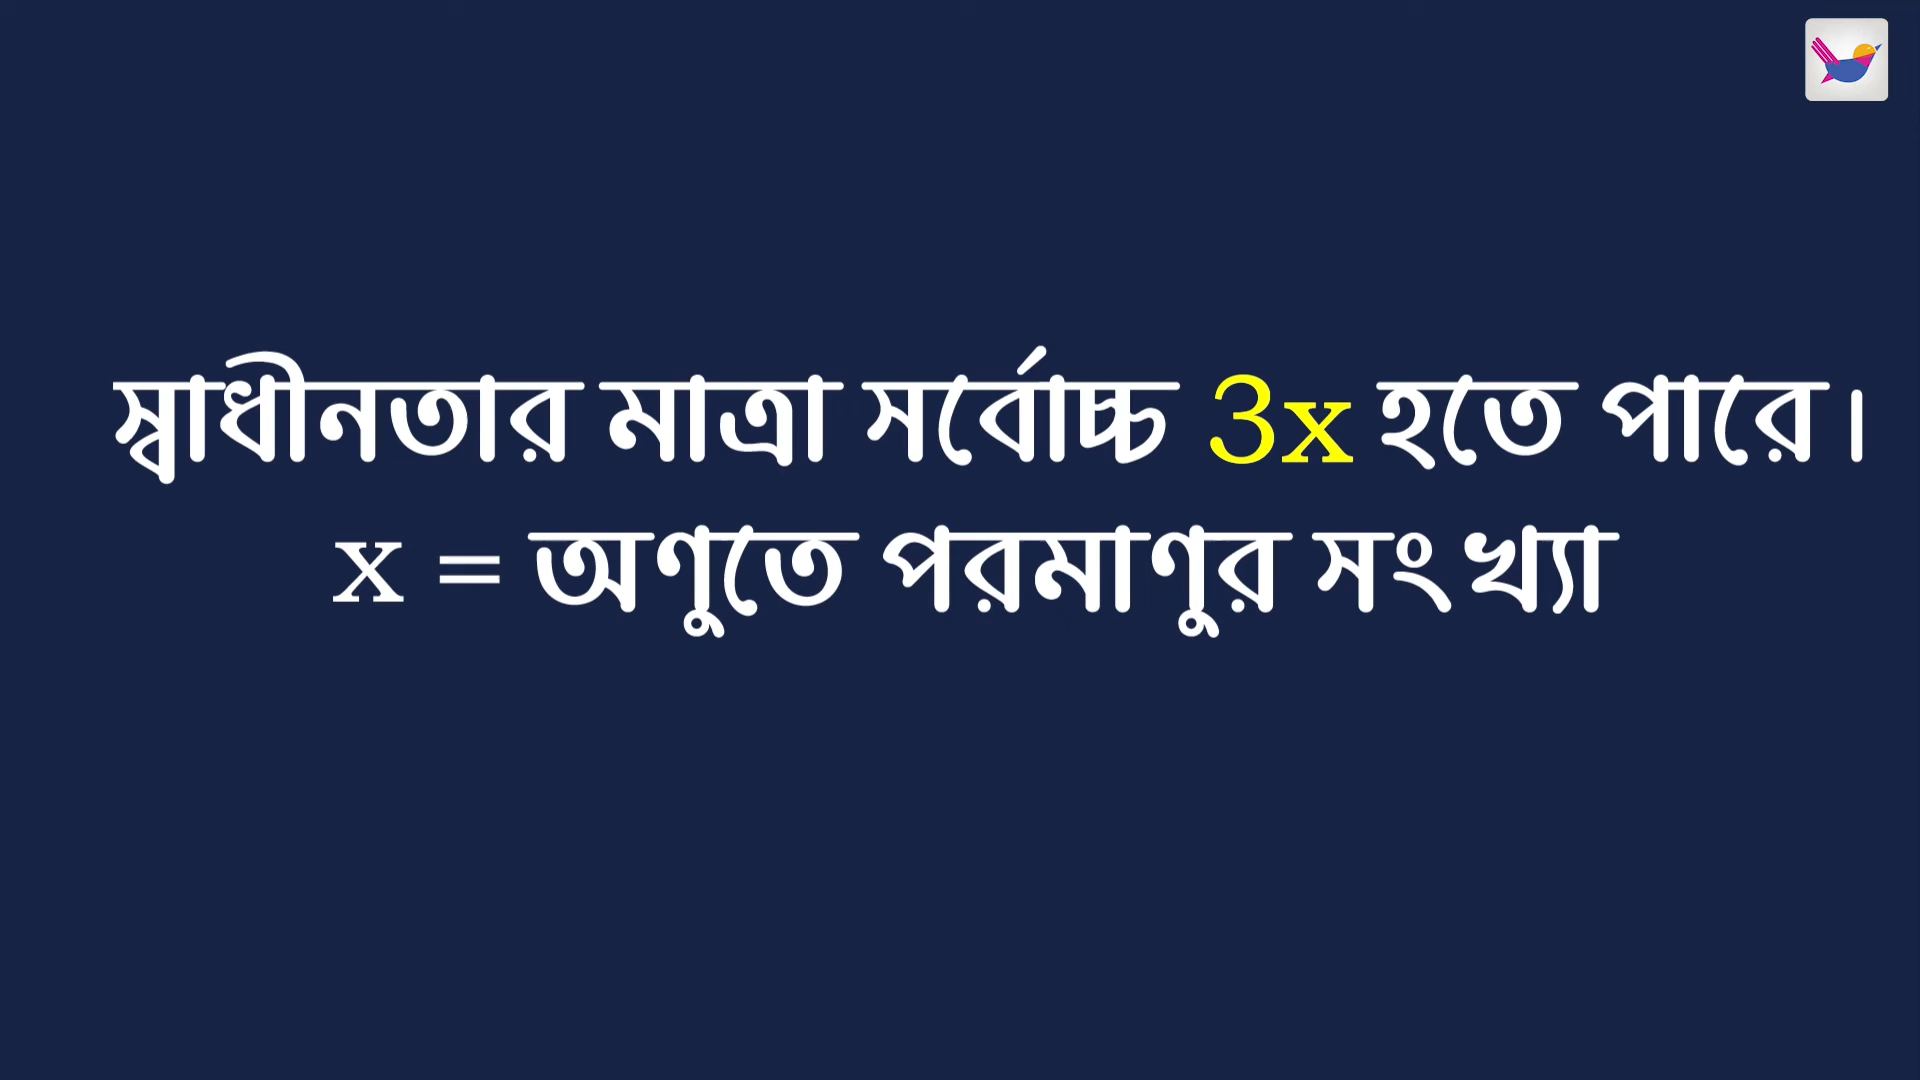 স্বাধীনতার মাত্রা সর্বোচ্চ 3x হতে পারে।
x = অণুতে পরমাণুর সংখ্যা